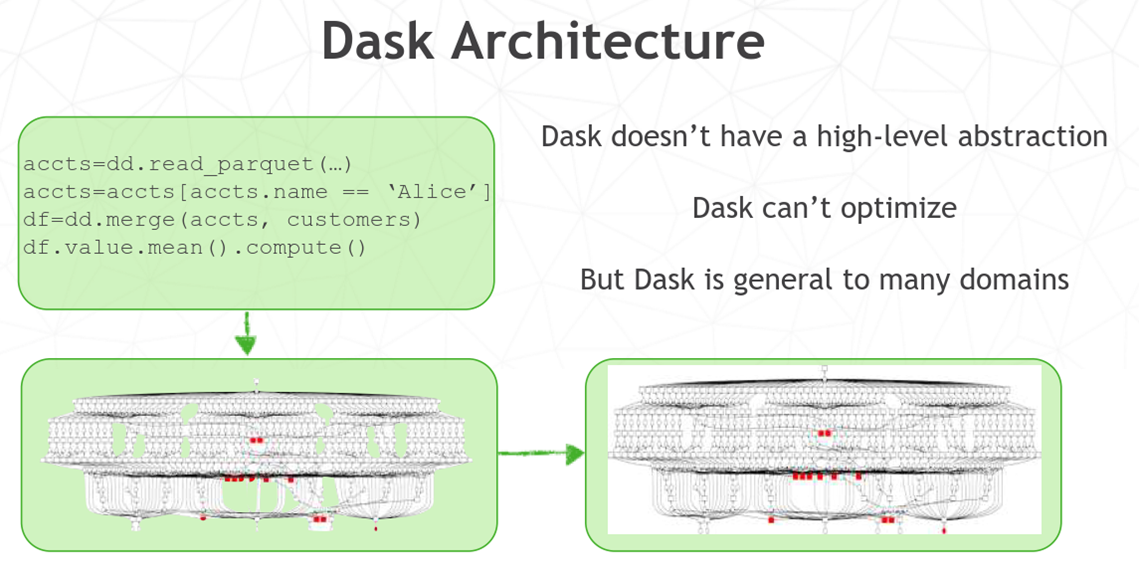 Dask Architecture
accts=dd.read_parquet(…)
accts=accts[accts.name == ‘Alice’]
df=dd.merge(accts, customers)
df.value.mean().compute()
Dask doesn’t have a high-level abstraction
Dask can’t optimize
But Dask is general to many domains